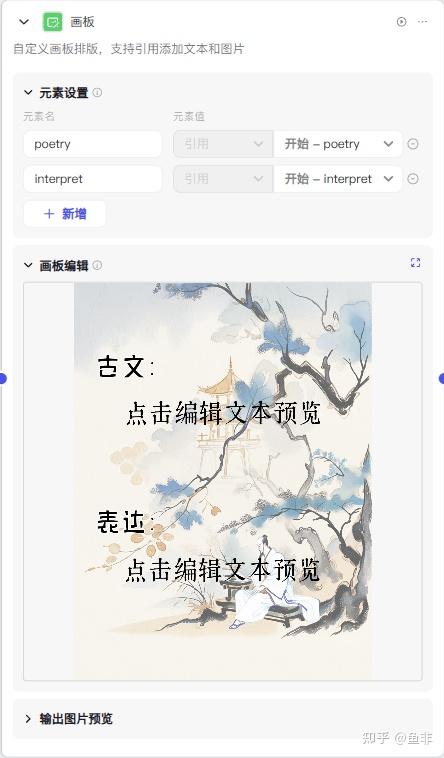 画板
自定义画板排版，支持引用添加文本和图片
元素设置
元素名 元素值
poetry 引用 开始 – poetry
interpret 引用 开始 – interpret
+ 新增
画板编辑
古文:
点击编辑文本预览
表达:
点击编辑文本预览
输出图片预览
知乎 @鱼非